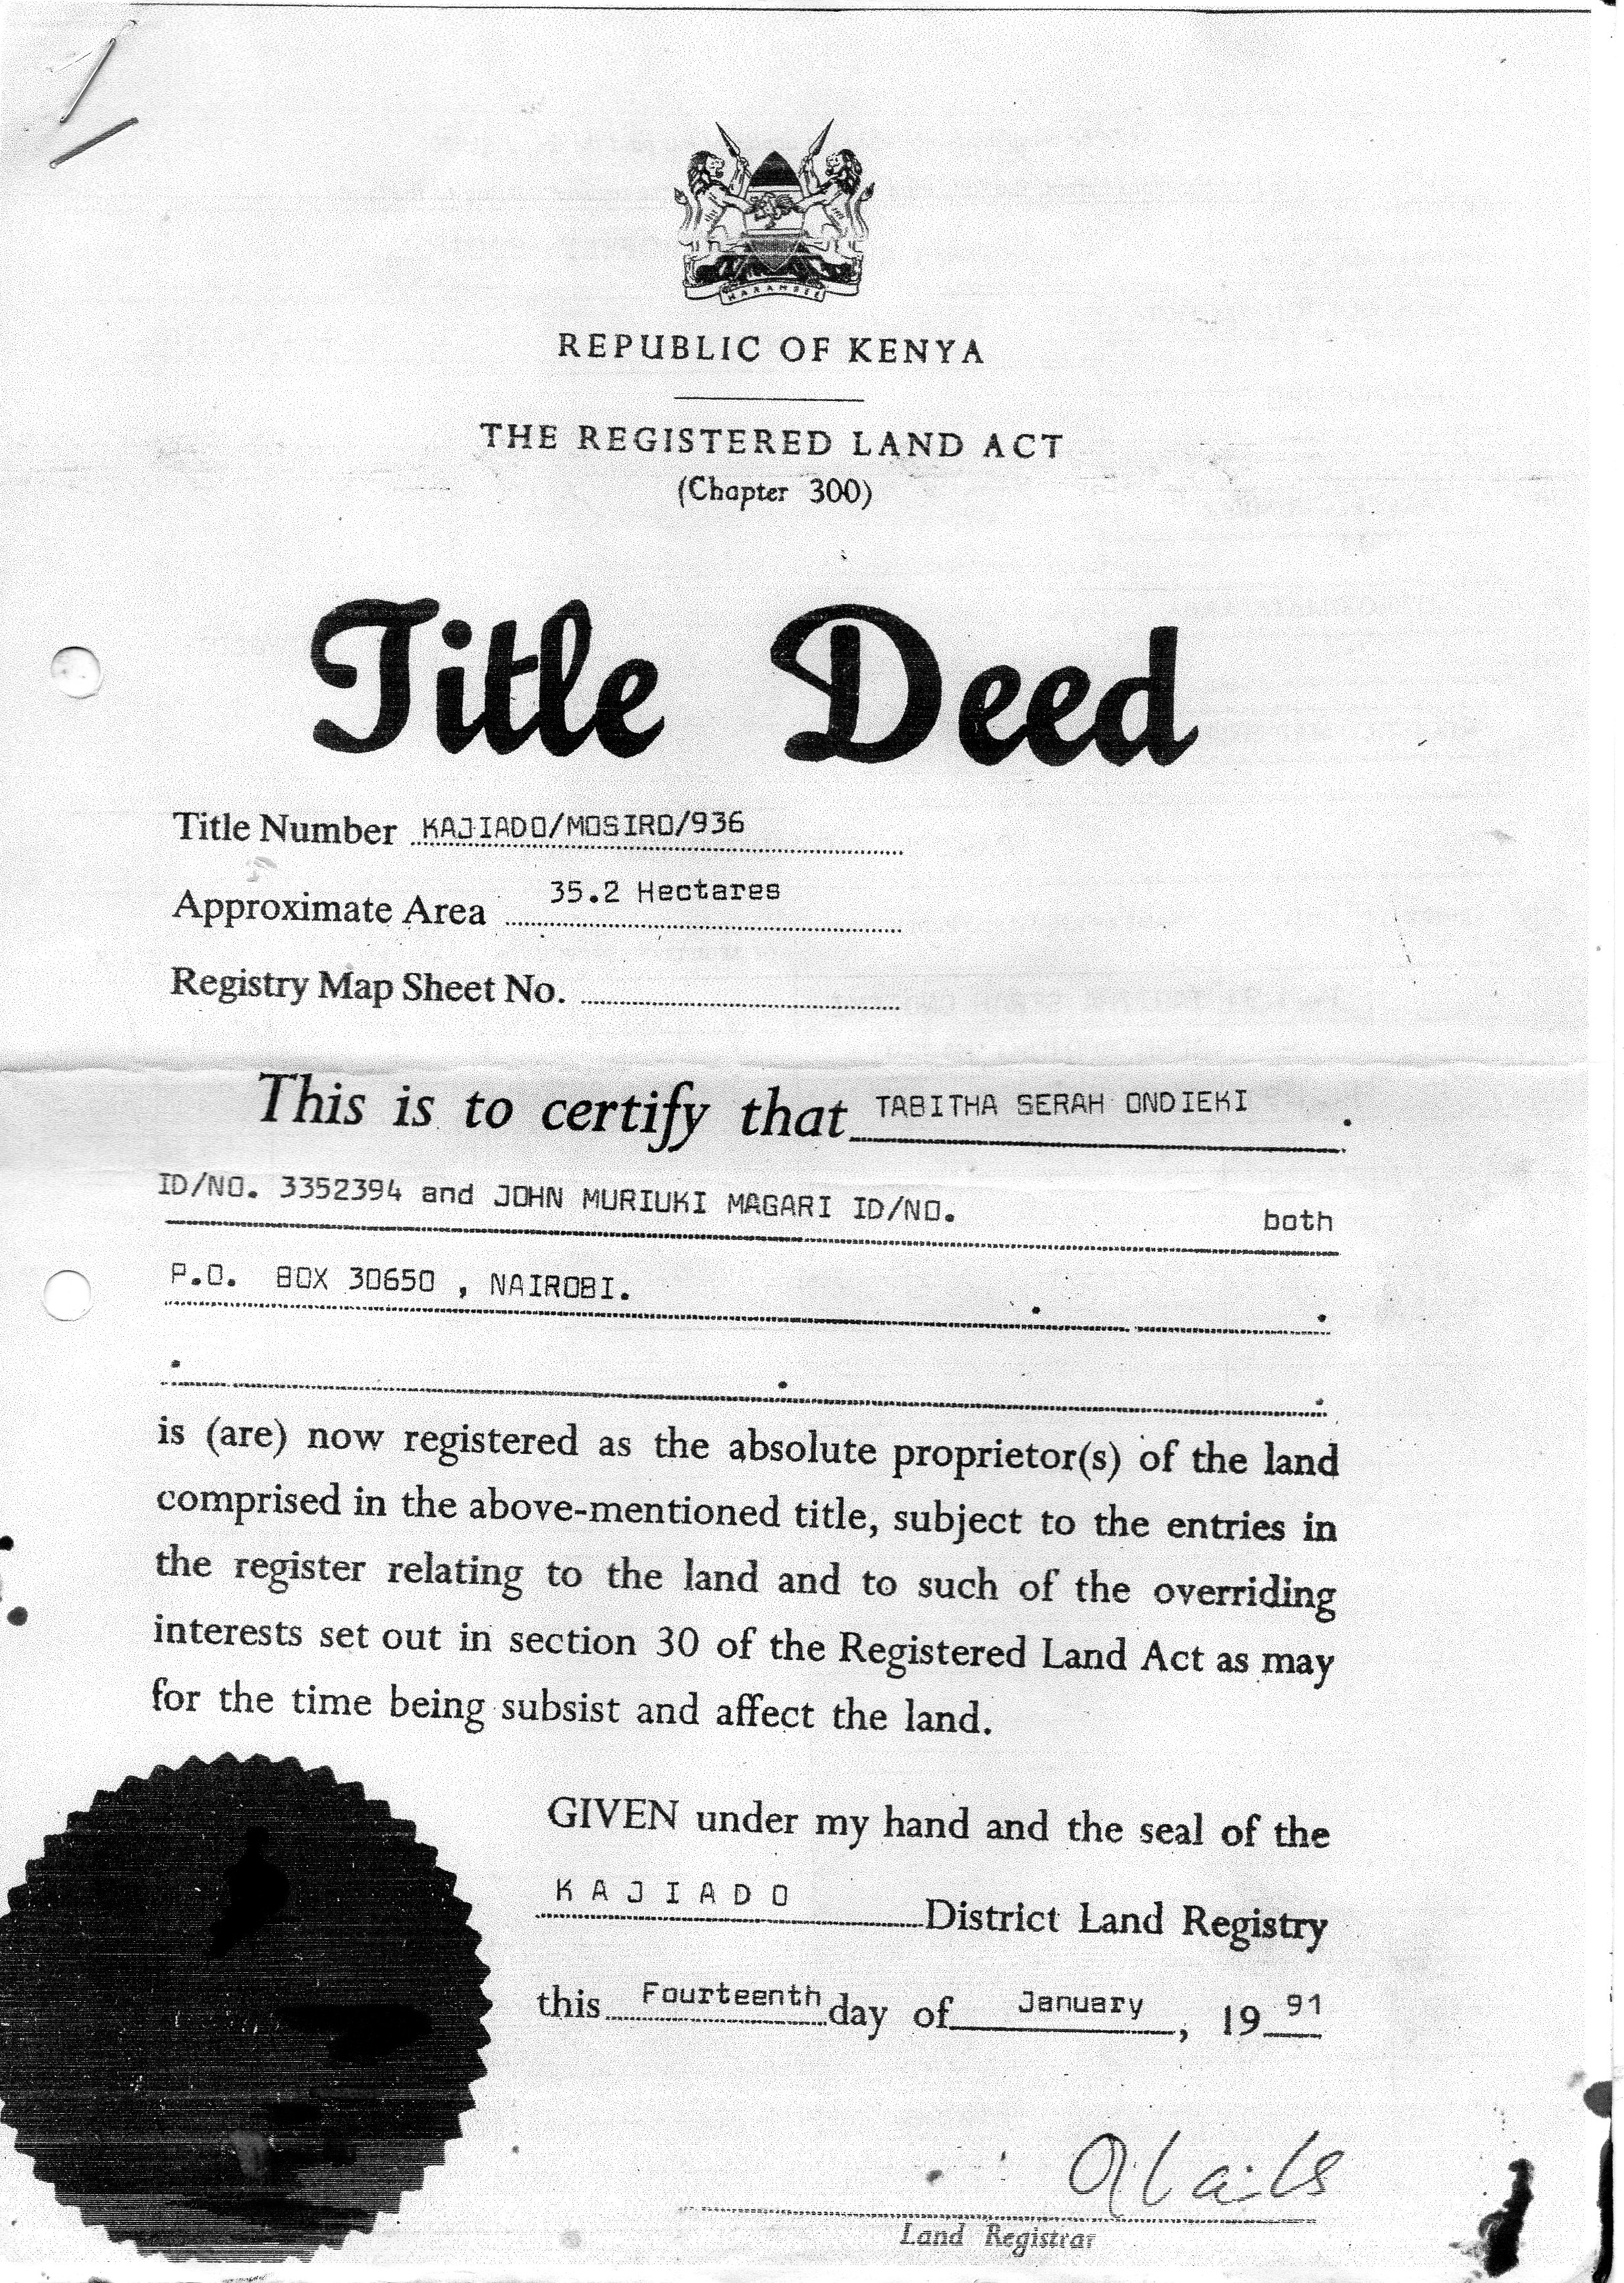 HARAMBEE
REPUBLIC OF KENYA
THE REGISTERED LAND ACT
(Chapter 300)
Title Deed
Title Number KAJIADO/MOSIRO/936
Approximate Area 35.2 Hectares
Registry Map Sheet No.
This is to certify that TABITHA SERAH ONDIEKI
ID/NO. 3352394 and JOHN MURIUKI MAGARI ID/NO. both
P.O. BOX 30650 , NAIROBI.
is (are) now registered as the absolute proprietor(s) of the land
comprised in the above-mentioned title, subject to the entries in
the register relating to the land and to such of the overriding
interests set out in section 30 of the Registered Land Act as may
for the time being subsist and affect the land.
GIVEN under my hand and the seal of the
KAJIADO District Land Registry
this Fourteenth day of January, 19 91
Land Registrar